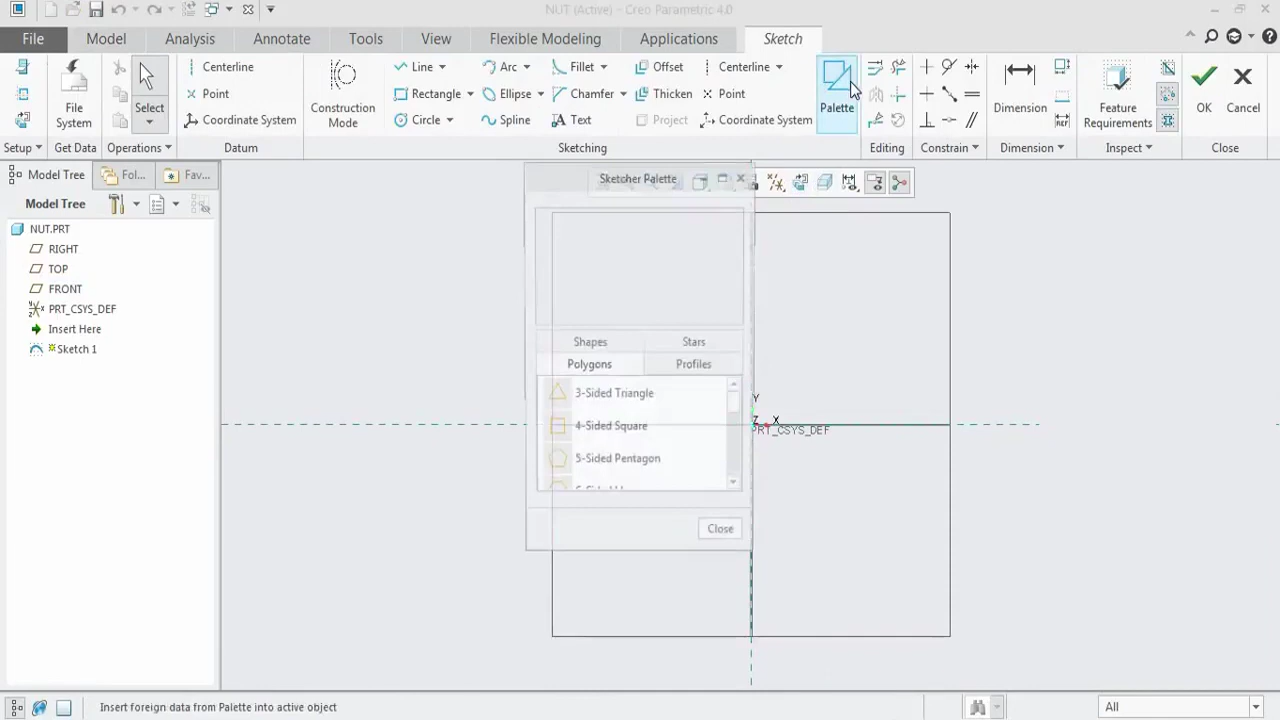 NUT (Active) - Creo Parametric 4.0
File
Model
Analysis
Annotate
Tools
View
Flexible Modeling
Applications
Sketch
File System
Select
Centerline
Point
Coordinate System
Construction Mode
Line
Arc
Fillet
Offset
Centerline
Rectangle
Ellipse
Chamfer
Thicken
Point
Circle
Spline
Text
Project
Coordinate System
Palette
Dimension
Feature Requirements
OK
Cancel
Setup
Get Data
Operations
Datum
Sketching
Editing
Constrain
Dimension
Inspect
Close
Model Tree
Fol...
Fav...
Model Tree
NUT.PRT
RIGHT
TOP
FRONT
PRT_CSYS_DEF
Insert Here
Sketch 1
Sketcher Palette
Shapes
Stars
Polygons
Profiles
3-Sided Triangle
4-Sided Square
5-Sided Pentagon
Close
Y
Z X
PRT_CSYS_DEF
Insert foreign data from Palette into active object
All